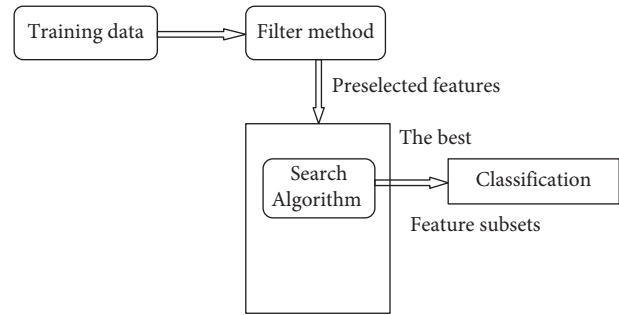 Training data
Filter method
Preselected features
The best
Search
Algorithm
Classification
Feature subsets